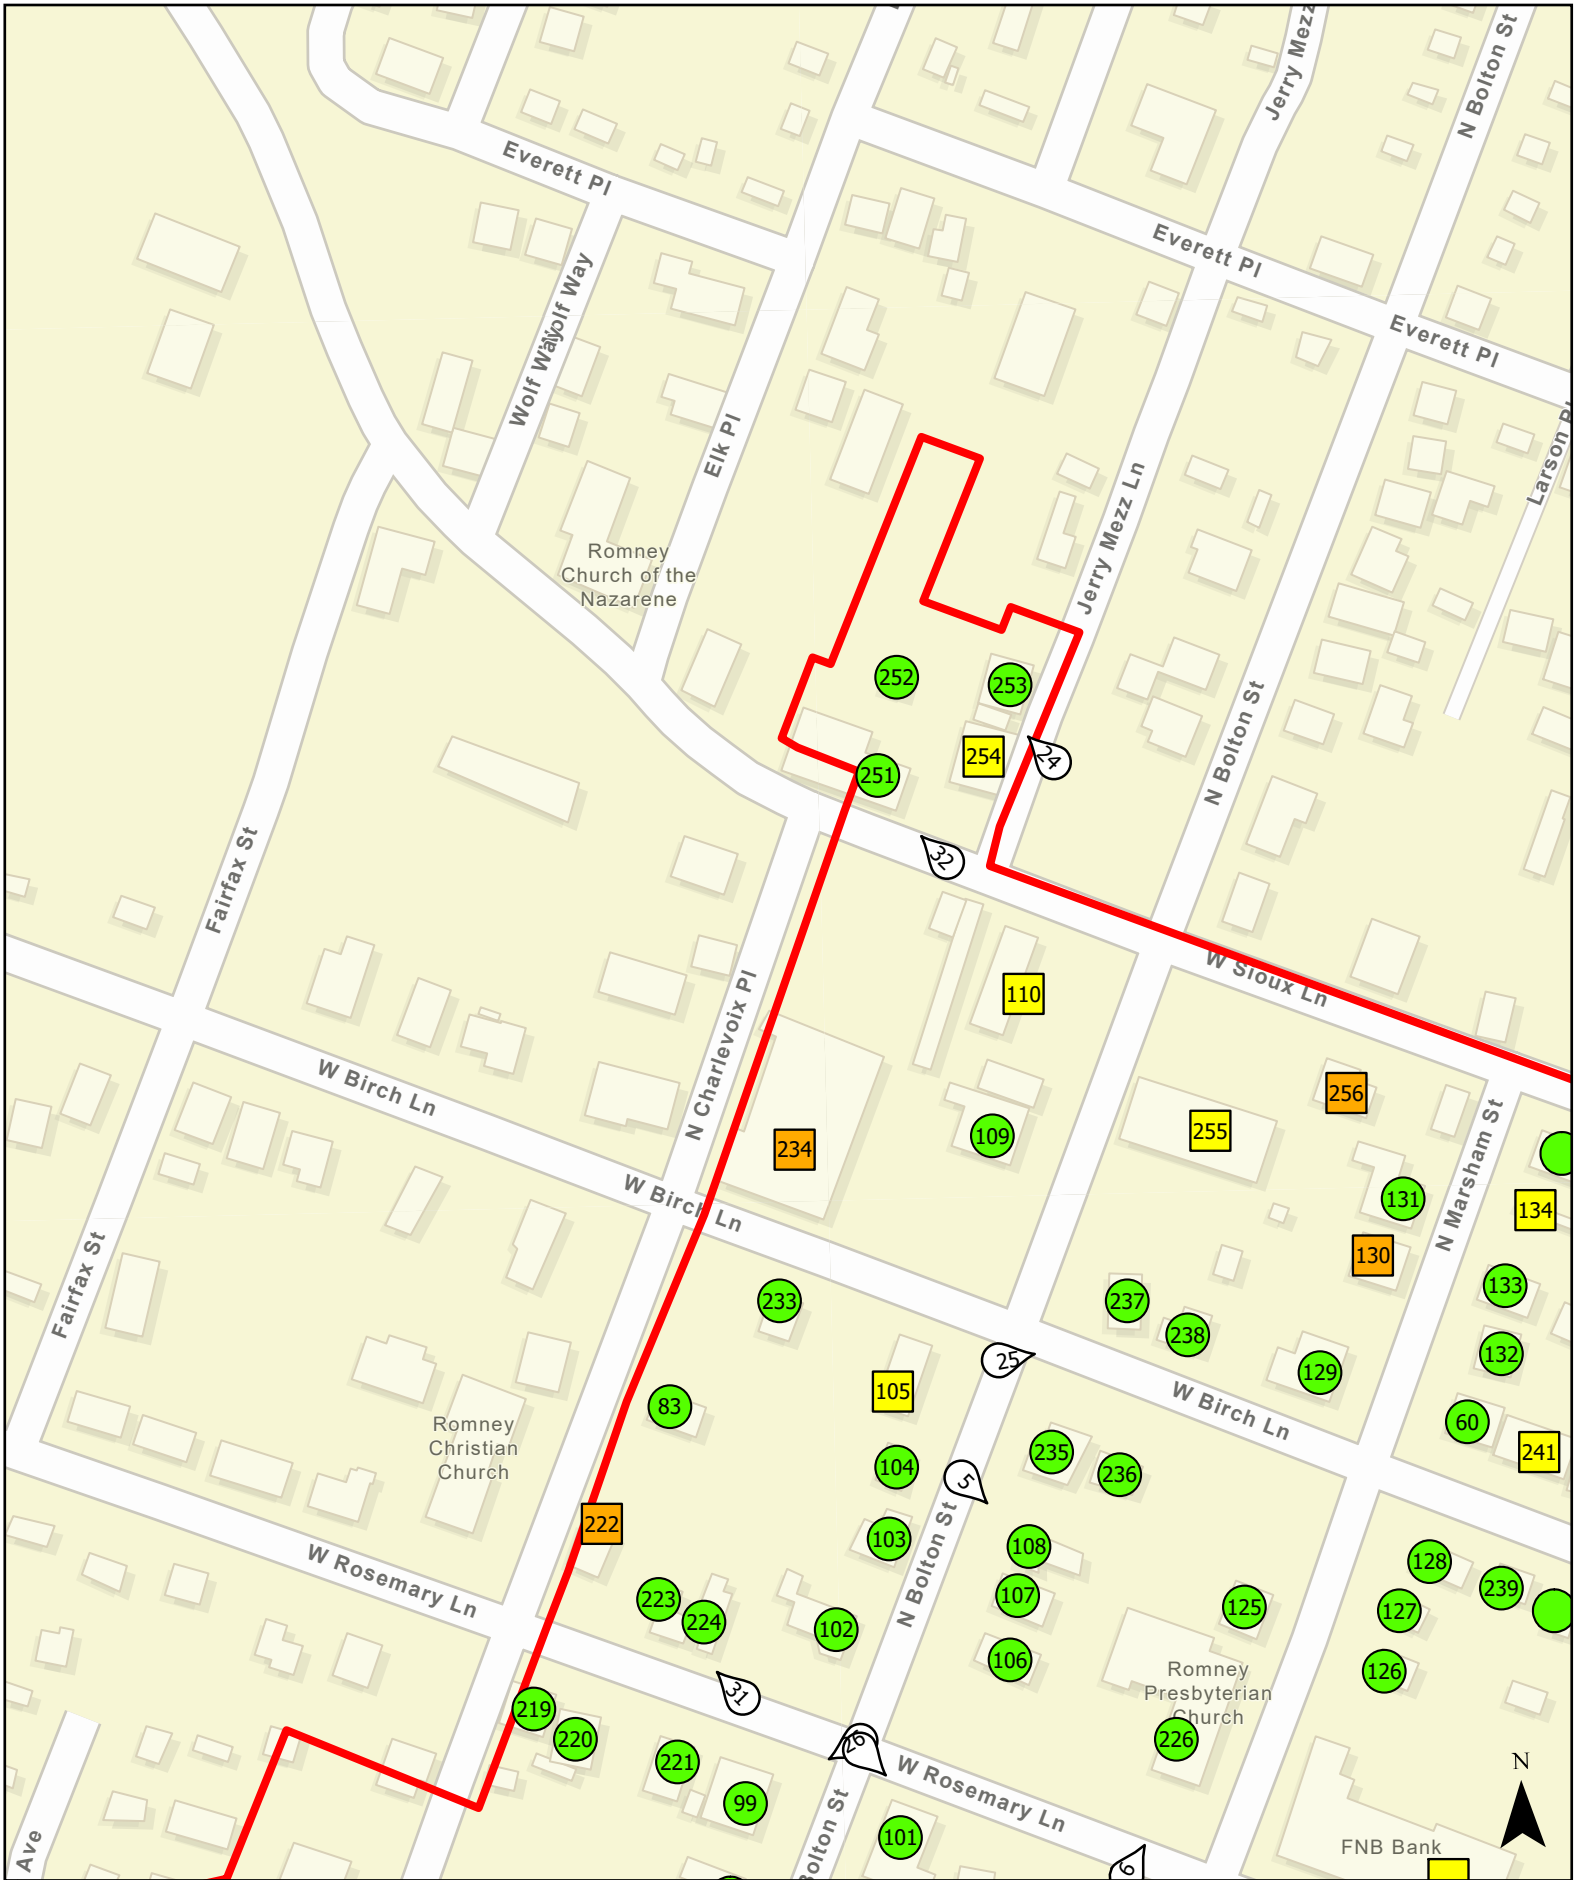 Jerry Mezz
N Bolton St
Everett Pl
Everett Pl
Everett Pl
Wolf Way
Wolf Way
Elk Pl
Larson Pl
Jerry Mezz Ln
Romney
Church of the
Nazarene
252
253
N Bolton St
254
24
251
32
Fairfax St
W Sioux Ln
110
N Charlevoix Pl
W Birch Ln
256
255
109
234
N Marsham St
131
134
W Birch Ln
130
Fairfax St
233
237
133
238
132
25
129
105
83
W Birch Ln
60
Romney
Christian
Church
104
235
236
241
5
222
103
N Bolton St
108
128
W Rosemary Ln
107
239
223
224
102
125
127
106
126
Romney
Presbyterian
Church
31
219
220
26
226
221
W Rosemary Ln
99
N
101
Bolton St
FNB Bank
Ave
6